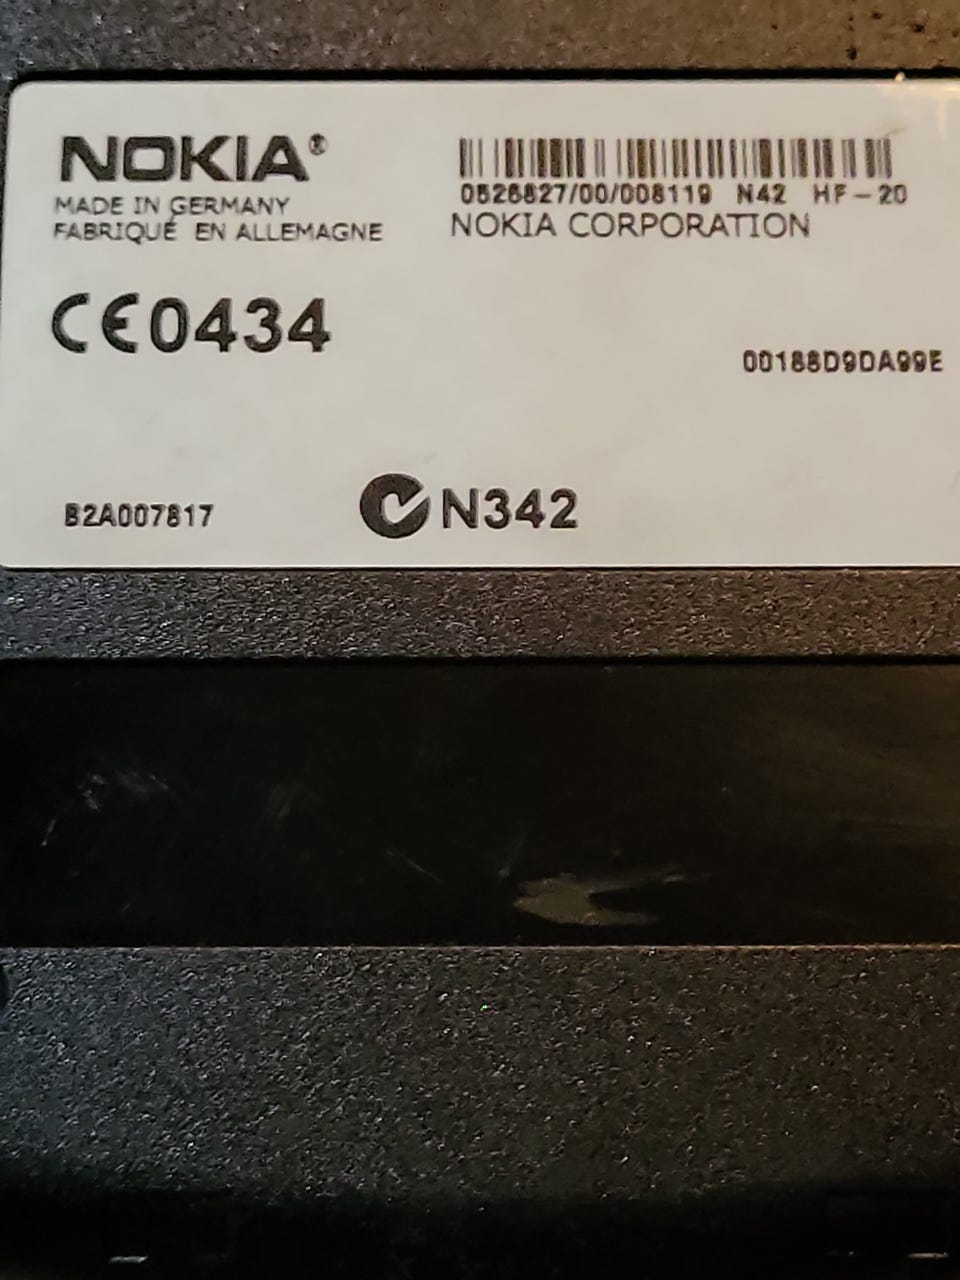 NOKIA®
MADE IN GERMANY
FABRIQUÉ EN ALLEMAGNE
0526827/00/008119 N42 HF-20
NOKIA CORPORATION
CE0434
00188D9DA99E
B2A007817
N342